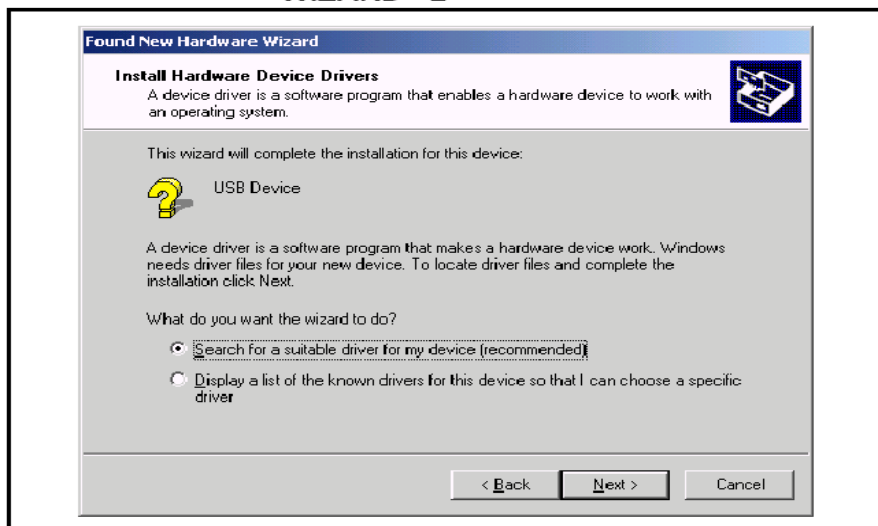 Found New Hardware Wizard
Install Hardware Device Drivers
A device driver is a software program that enables a hardware device to work with
an operating system.
This wizard will complete the installation for this device:
USB Device
A device driver is a software program that makes a hardware device work. Windows
needs driver files for your new device. To locate driver files and complete the
installation click Next.
What do you want the wizard to do?
Search for a suitable driver for my device (recommended)
Display a list of the known drivers for this device so that I can choose a specific
driver
< Back
Next >
Cancel